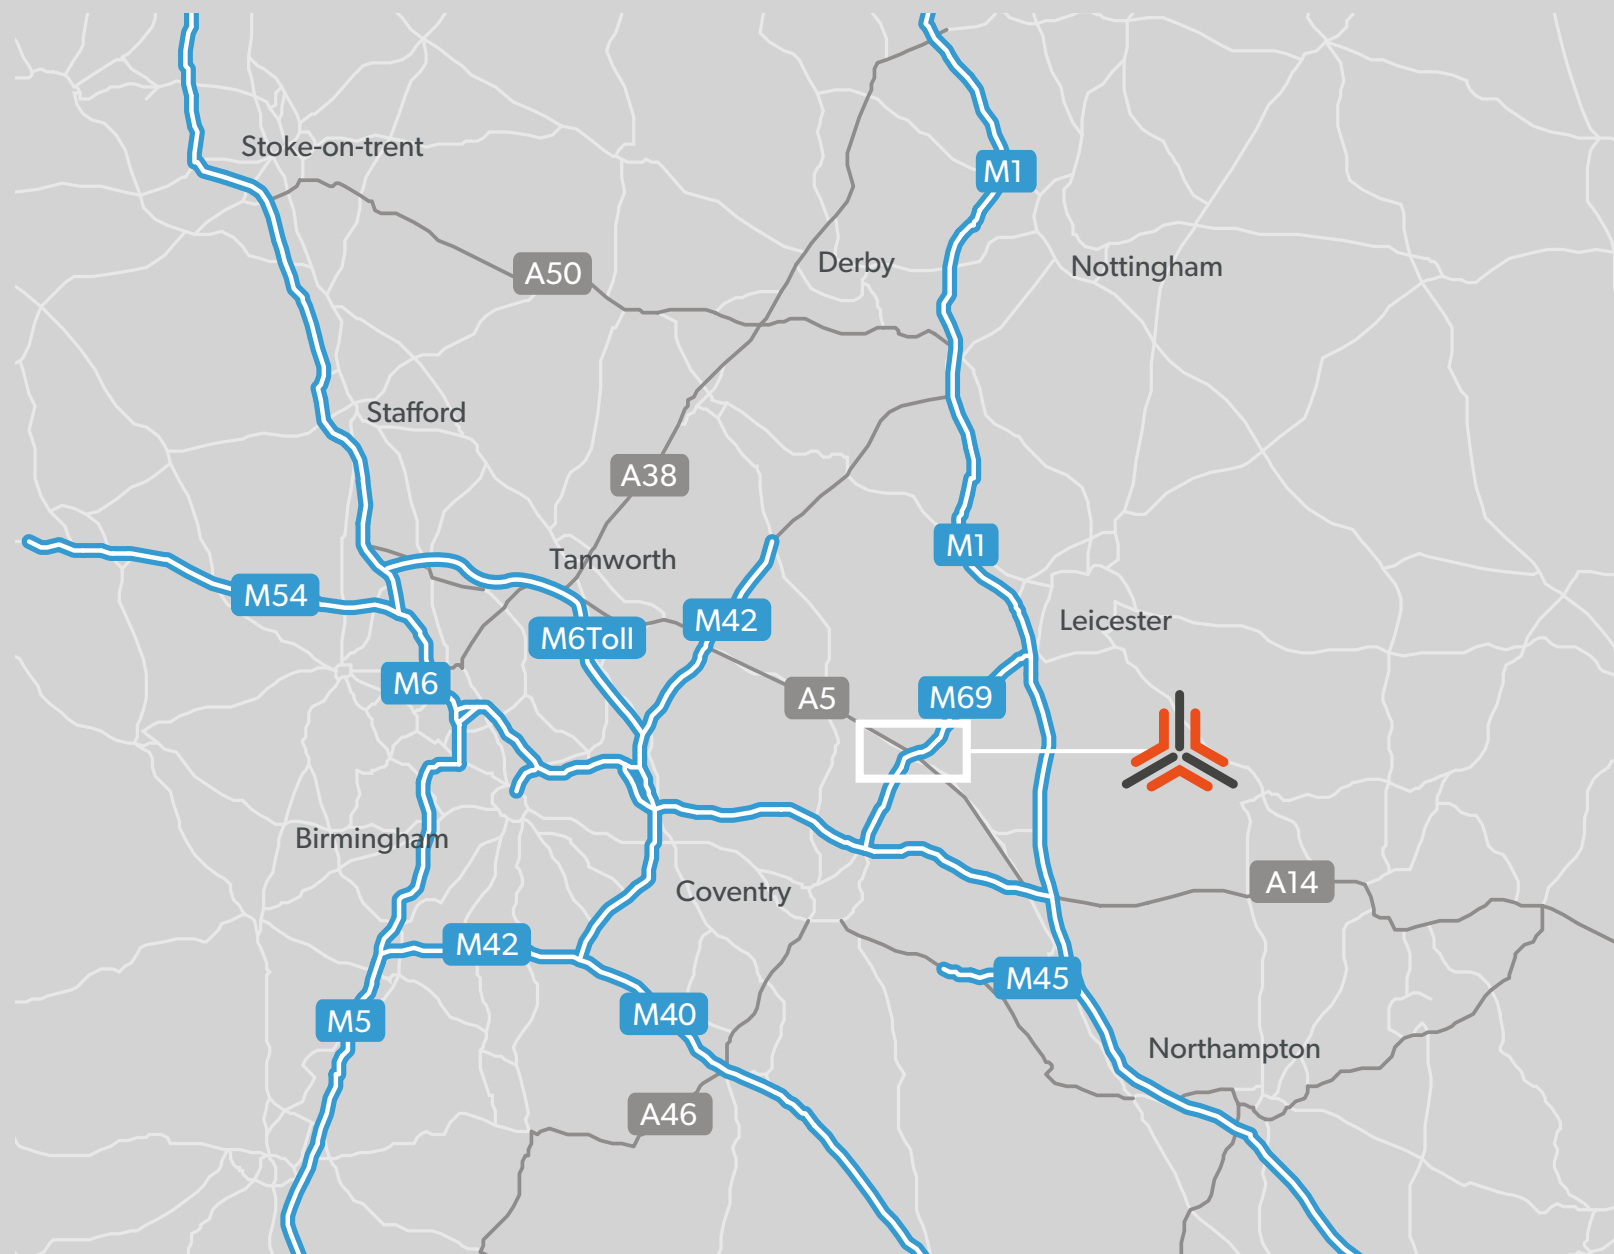 Stoke-on-trent
M1
Derby
Nottingham
A50
Stafford
A38
M1
Tamworth
M54
M42
Leicester
M6Toll
M6
A5
M69
Birmingham
Coventry
A14
M42
M45
M5
M40
Northampton
A46